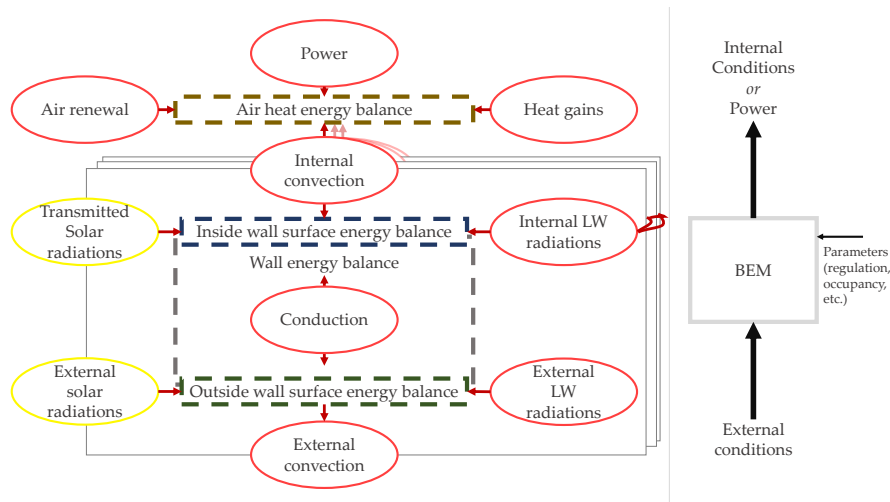 Power
Air renewal
Air heat energy balance
Heat gains
Internal
convection
Transmitted
Solar
radiations
Inside wall surface energy balance
Internal LW
radiations
Wall energy balance
Conduction
External
solar
radiations
Outside wall surface energy balance
External
LW
radiations
External
convection
Internal
Conditions
or
Power
BEM
Parameters
(regulation,
occupancy,
etc.)
External
conditions